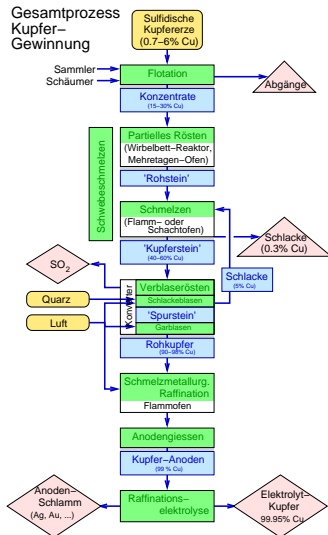 Gesamtprozess
Kupfer–
Gewinnung
Sulfidische
Kupfererze
(0.7–6% Cu)
Sammler
Schäumer
Flotation
Abgänge
Konzentrate
(15–30% Cu)
Schwebeschmelzen
Partielles Rösten
(Wirbelbett–Reaktor,
Mehretagen–Ofen)
'Rohstein'
Schmelzen
(Flamm– oder
Schachtofen)
Schlacke
(0.3% Cu)
'Kupferstein'
(40–60% Cu)
SO2
Schlacke
(5% Cu)
Konverter
Verblaserösten
Schlackeblasen
Quarz
'Spurstein'
Luft
Garblasen
Rohkupfer
(90–98% Cu)
Schmelzmetallurg.
Raffination
Flammofen
Anodengiessen
Kupfer–Anoden
(99 % Cu)
Anoden–
Schlamm
(Ag, Au, ...)
Raffinations–
elektrolyse
Elektrolyt–
Kupfer
99.95% Cu